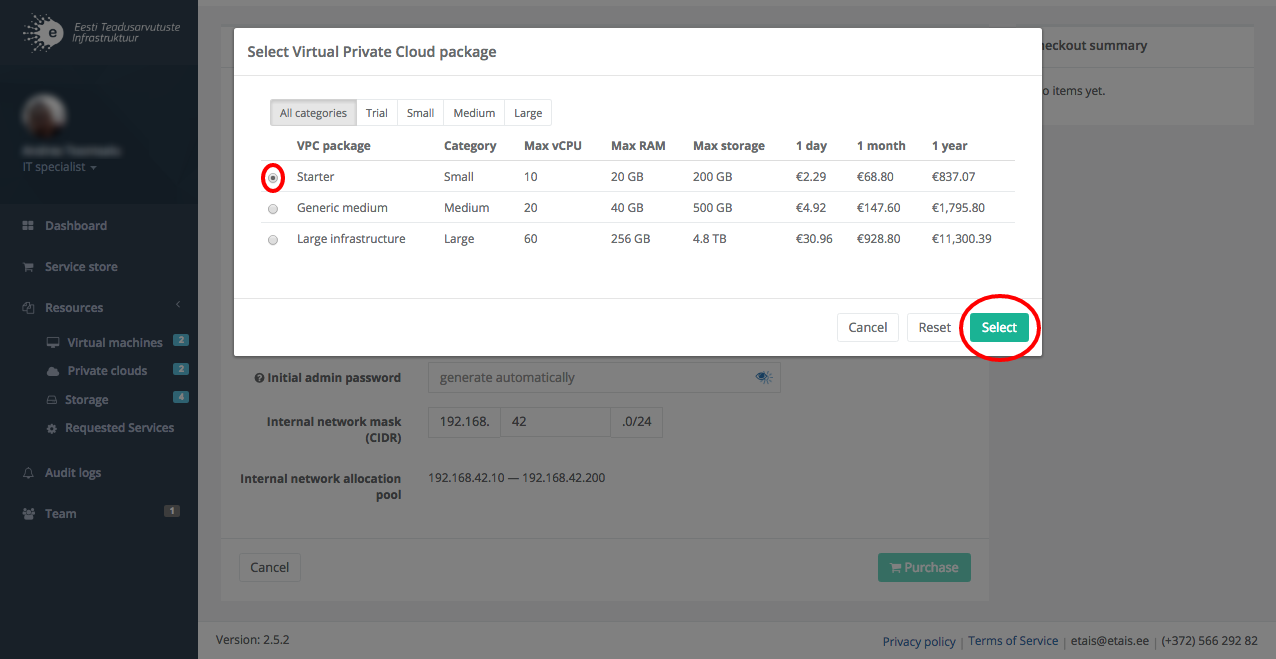 Eesti Teadusarvutuste
Infrastruktuur
IT specialist
Dashboard
Service store
Resources
Virtual machines 2
Private clouds 2
Storage 4
Requested Services
Audit logs
Team 1
Select Virtual Private Cloud package
All categories Trial Small Medium Large
VPC package Category Max vCPU Max RAM Max storage 1 day 1 month 1 year
Starter Small 10 20 GB 200 GB €2.29 €68.80 €837.07
Generic medium Medium 20 40 GB 500 GB €4.92 €147.60 €1,795.80
Large infrastructure Large 60 256 GB 4.8 TB €30.96 €928.80 €11,300.39
Cancel Reset Select
heckout summary
o items yet.
Initial admin password generate automatically
Internal network mask (CIDR) 192.168. 42 .0/24
Internal network allocation pool 192.168.42.10 — 192.168.42.200
Cancel Purchase
Version: 2.5.2
Privacy policy | Terms of Service | etais@etais.ee | (+372) 566 292 82